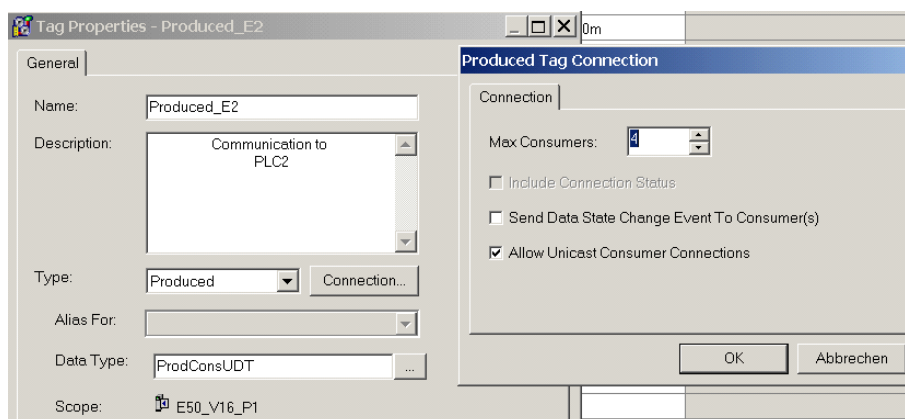 Tag Properties - Produced_E2
General
Name:
Produced_E2
Description:
Communication to
PLC2
Type:
Produced
Connection...
Alias For:
Data Type:
ProdConsUDT
...
Scope:
E50_V16_P1
0m
Produced Tag Connection
Connection
Max Consumers:
4
Include Connection Status
Send Data State Change Event To Consumer(s)
Allow Unicast Consumer Connections
OK
Abbrechen